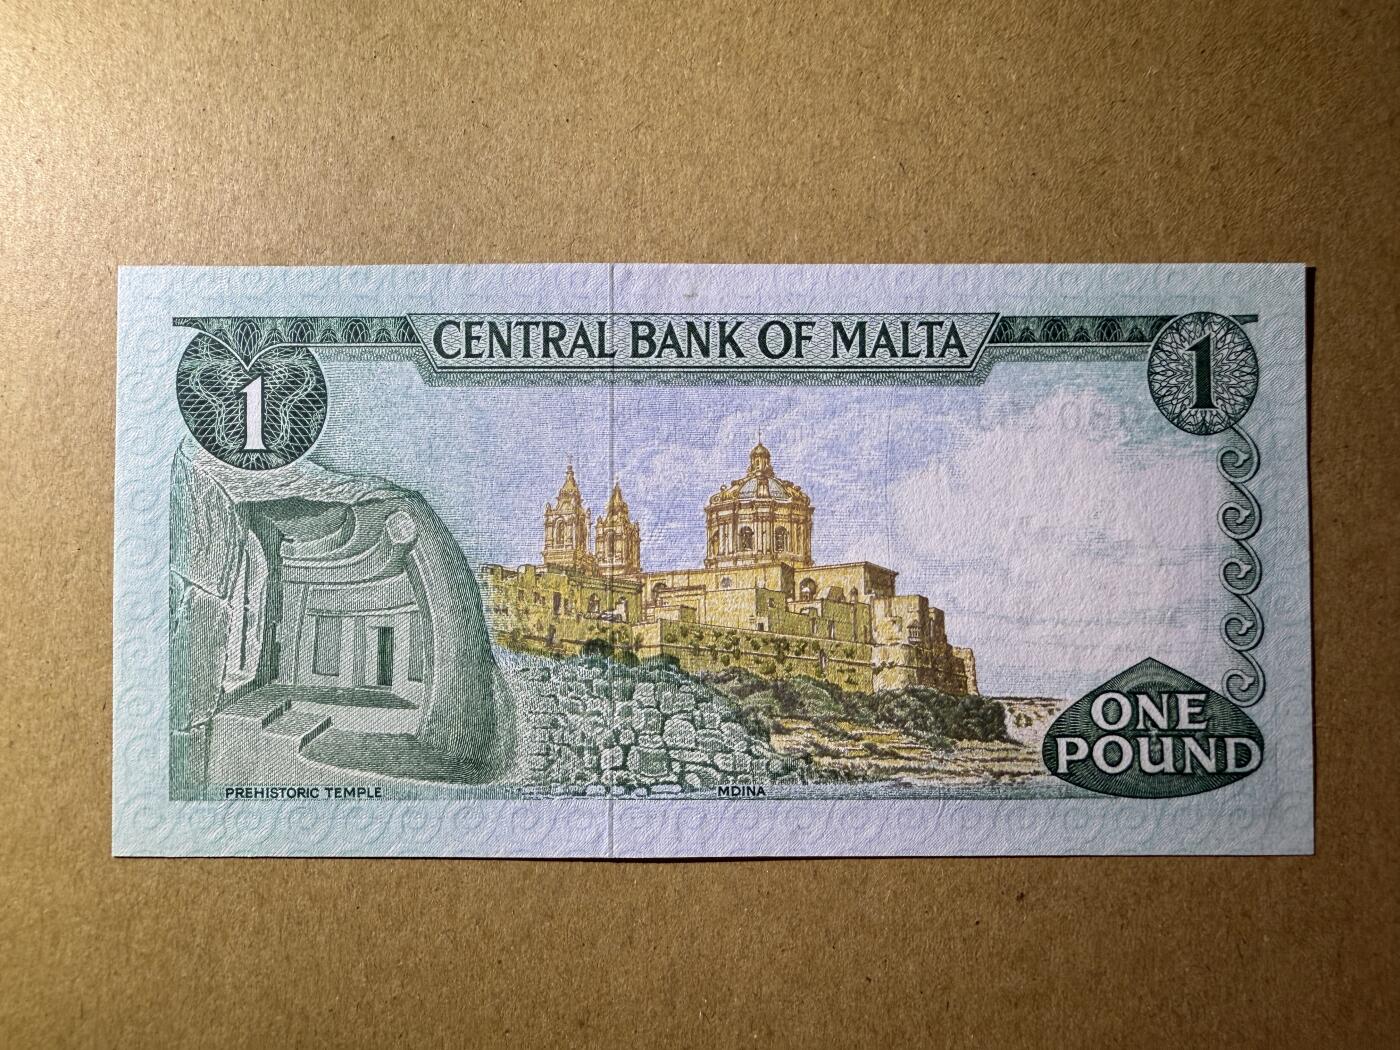 CENTRAL BANK OF MALTA
1
1
ONE
POUND
PREHISTORIC TEMPLE
MDINA